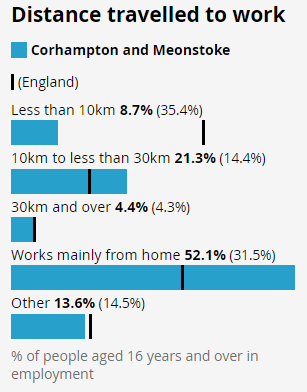 Distance travelled to work
Corhampton and Meonstoke
(England)
Less than 10km 8.7% (35.4%)
10km to less than 30km 21.3% (14.4%)
30km and over 4.4% (4.3%)
Works mainly from home 52.1% (31.5%)
Other 13.6% (14.5%)
% of people aged 16 years and over in
employment